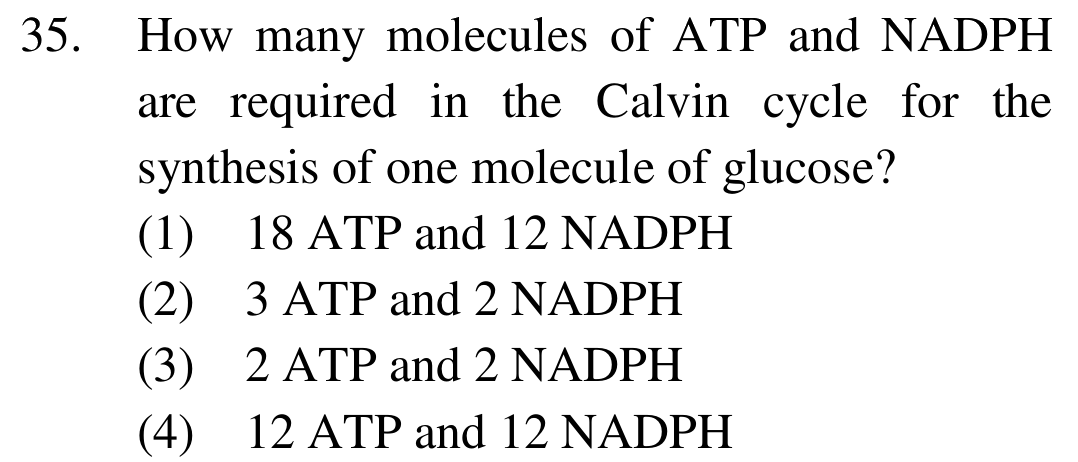 35. How many molecules of ATP and NADPH
are required in the Calvin cycle for the
synthesis of one molecule of glucose?
(1) 18 ATP and 12 NADPH
(2) 3 ATP and 2 NADPH
(3) 2 ATP and 2 NADPH
(4) 12 ATP and 12 NADPH